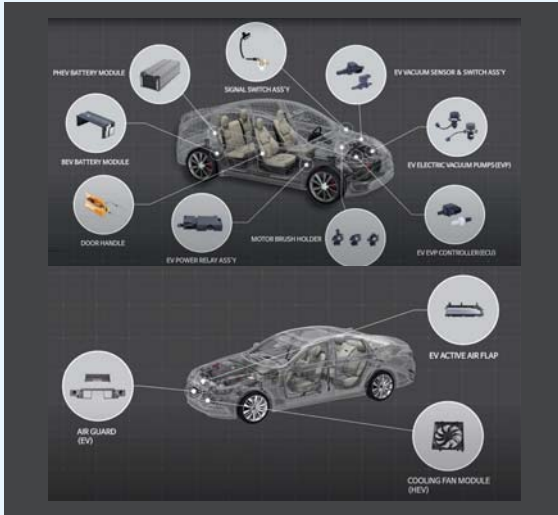 PHEV BATTERY MODULE
SIGNAL SWITCH ASS'Y
EV VACUUM SENSOR & SWITCH ASS'Y
BEV BATTERY MODULE
EV ELECTRIC VACUUM PUMPS(EVP)
DOOR HANDLE
EV POWER RELAY ASS'Y
MOTOR BRUSH HOLDER
EV EVP CONTROLLER(ECU)
EV ACTIVE AIR FLAP
AIR GUARD
(EV)
COOLING FAN MODULE
(HEV)